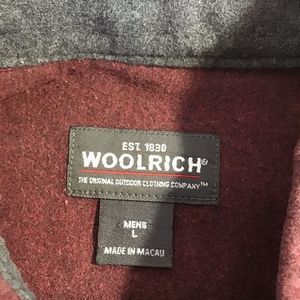 EST. 1830
WOOLRICH®
THE ORIGINAL OUTDOOR CLOTHING COMPANY™
MENS
L
MADE IN MACAU